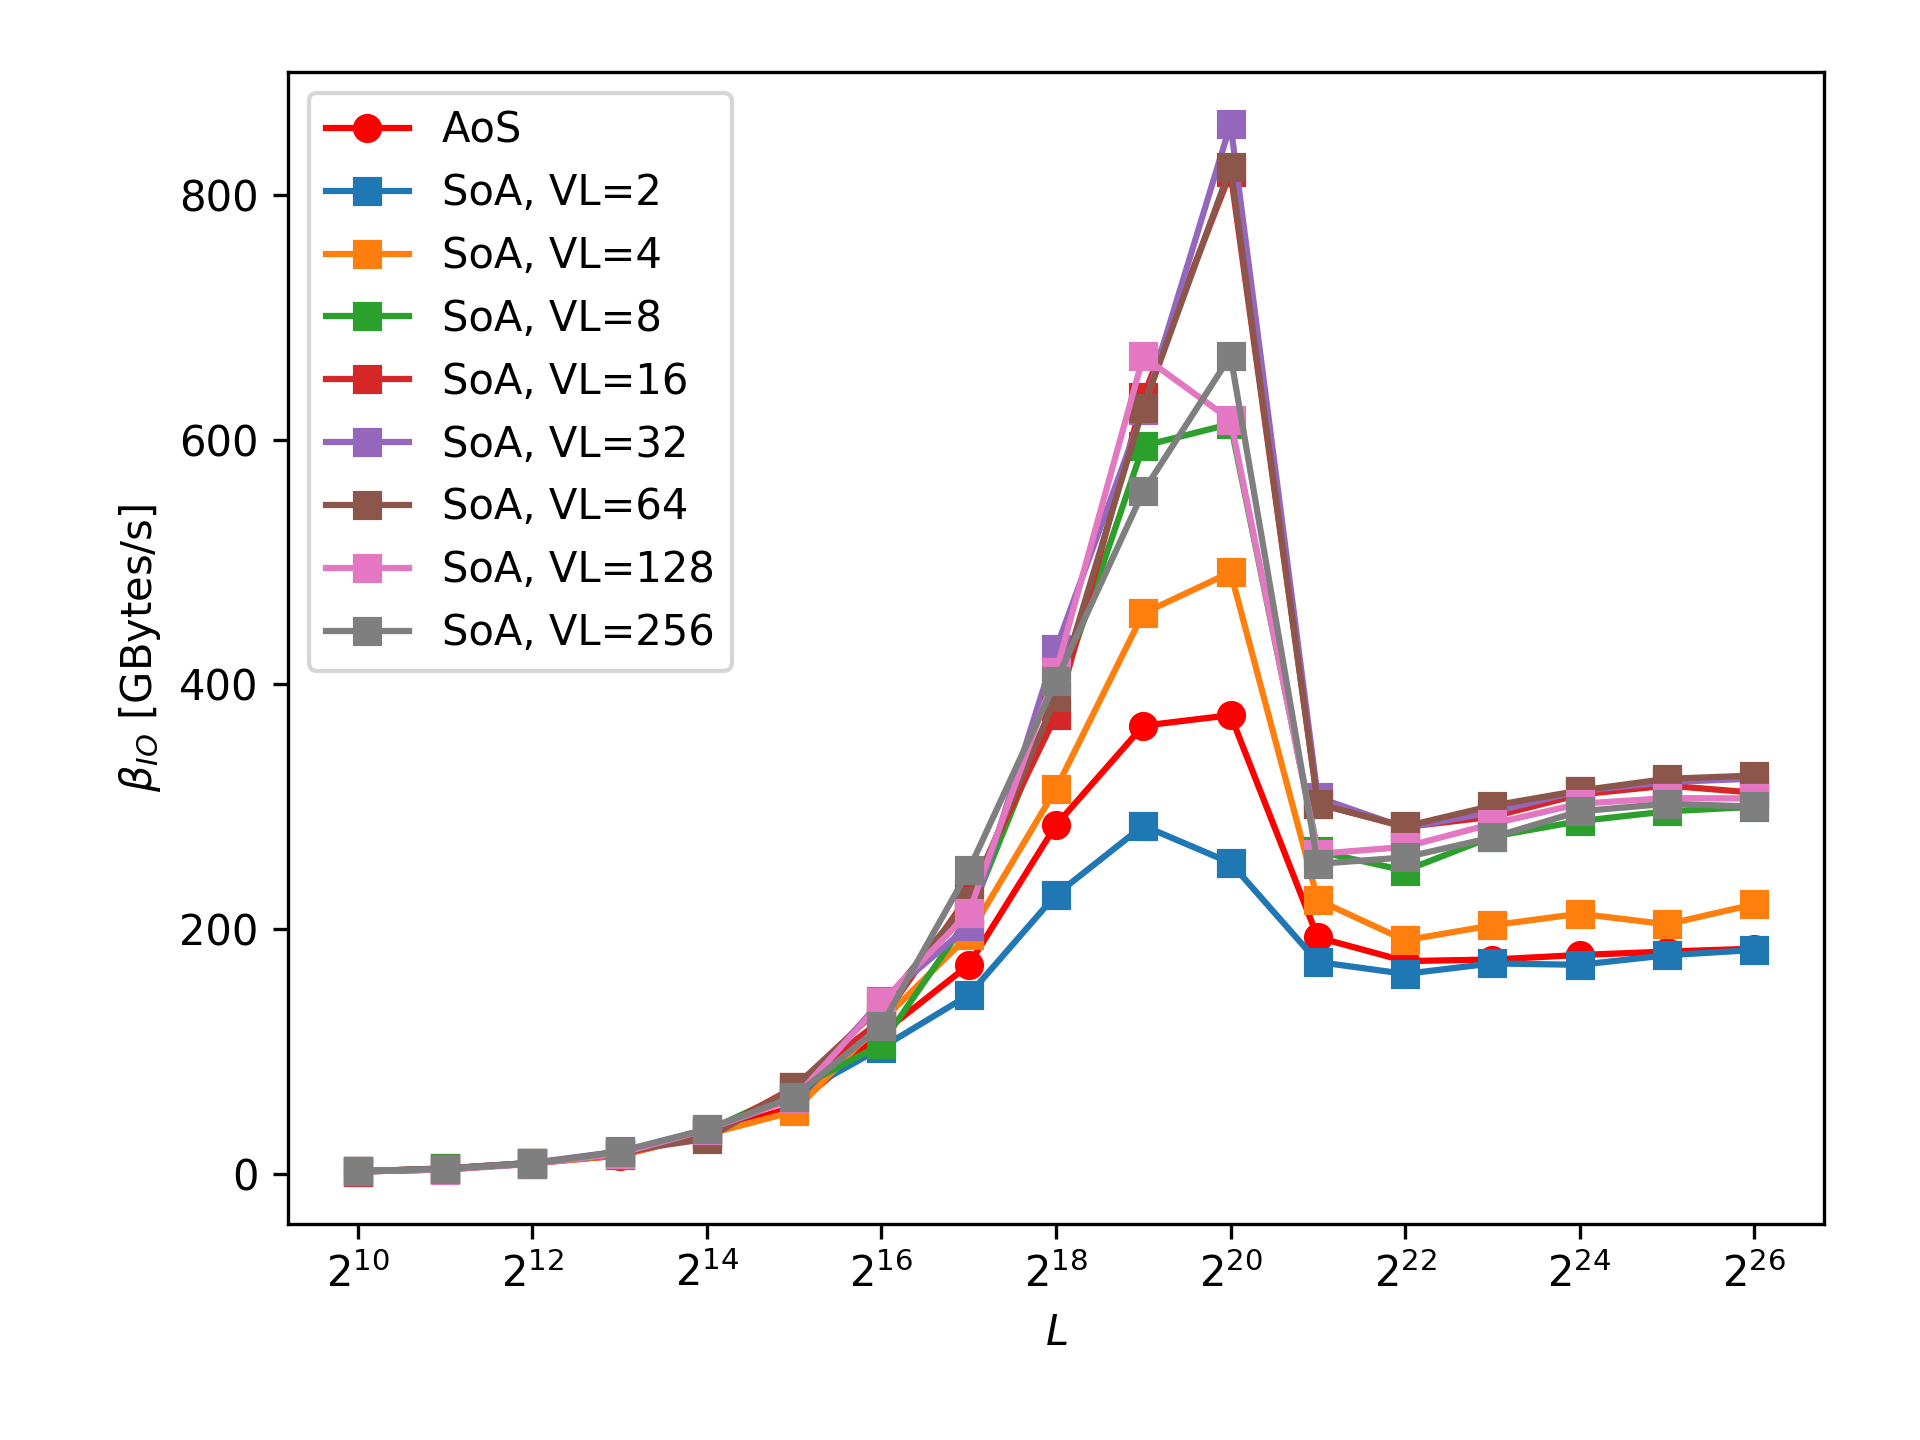 AoS
SoA, VL=2
SoA, VL=4
SoA, VL=8
SoA, VL=16
SoA, VL=32
SoA, VL=64
SoA, VL=128
SoA, VL=256
800
600
400
200
0
β_IO [GBytes/s]
2^10 2^12 2^14 2^16 2^18 2^20 2^22 2^24 2^26
L